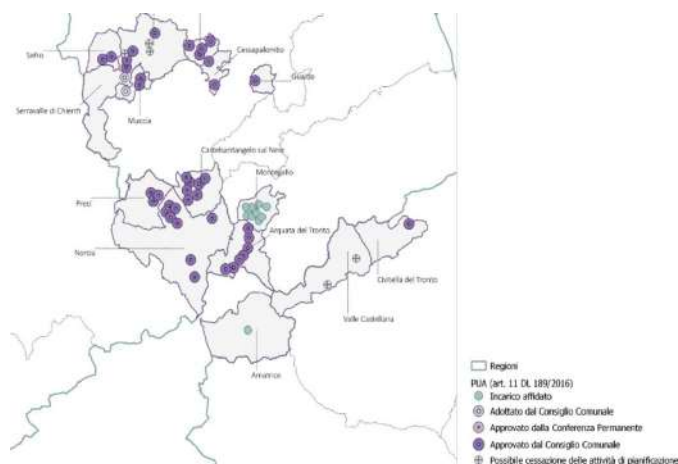 Sefro
Cessapalombo
Gualdo
Serravalle di Chienti
Muccia
Castelsantangelo sul Nera
Montegallo
Preci
Arquata del Tronto
Norcia
Civitella del Tronto
Valle Castellana
Amatrice
Regioni
PUA (art. 11 DL 189/2016)
Incarico affidato
Adottato dal Consiglio Comunale
Approvato dalla Conferenza Permanente
Approvato dal Consiglio Comunale
Possibile cessazione delle attività di pianificazione